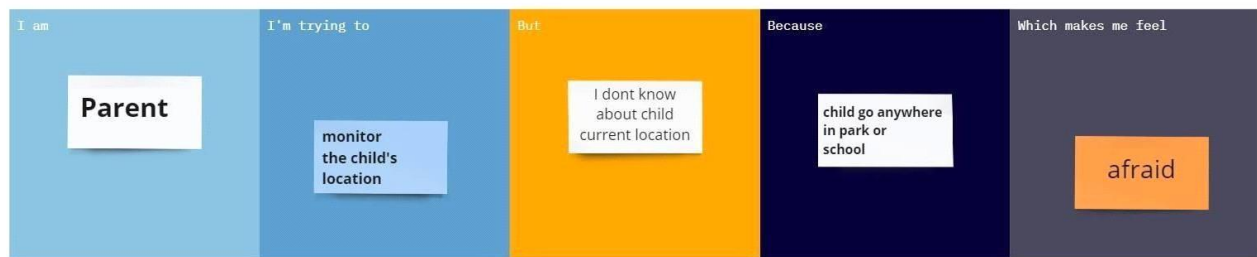 I am
Parent
I'm trying to
monitor
the child's
location
But
I dont know
about child
current location
Because
child go anywhere
in park or
school
Which makes me feel
afraid